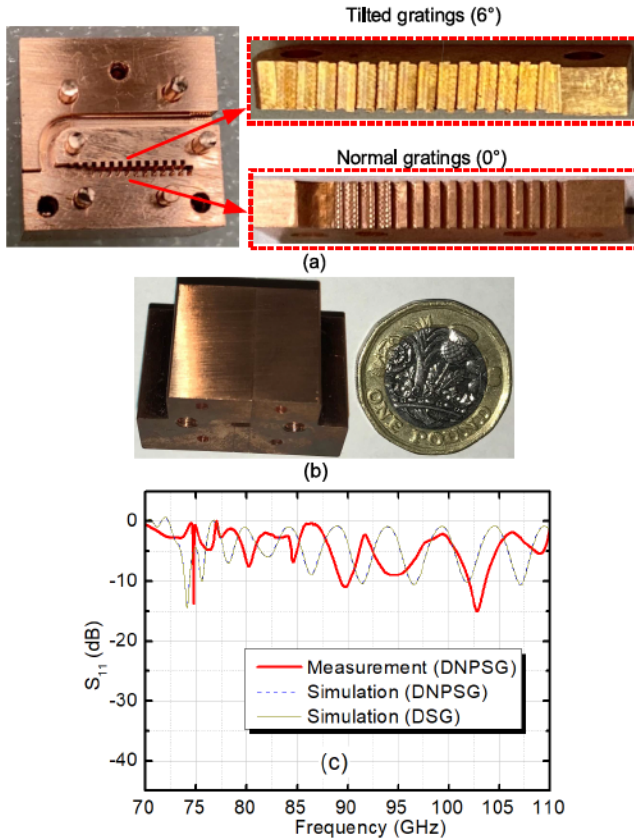 Tilted gratings (6°)
Normal gratings (0°)
(a)
ONE POUND
(b)
0
-10
-20
-30
-40
S11 (dB)
Measurement (DNPSG)
Simulation (DNPSG)
Simulation (DSG)
(c)
70 75 80 85 90 95 100 105 110
Frequency (GHz)